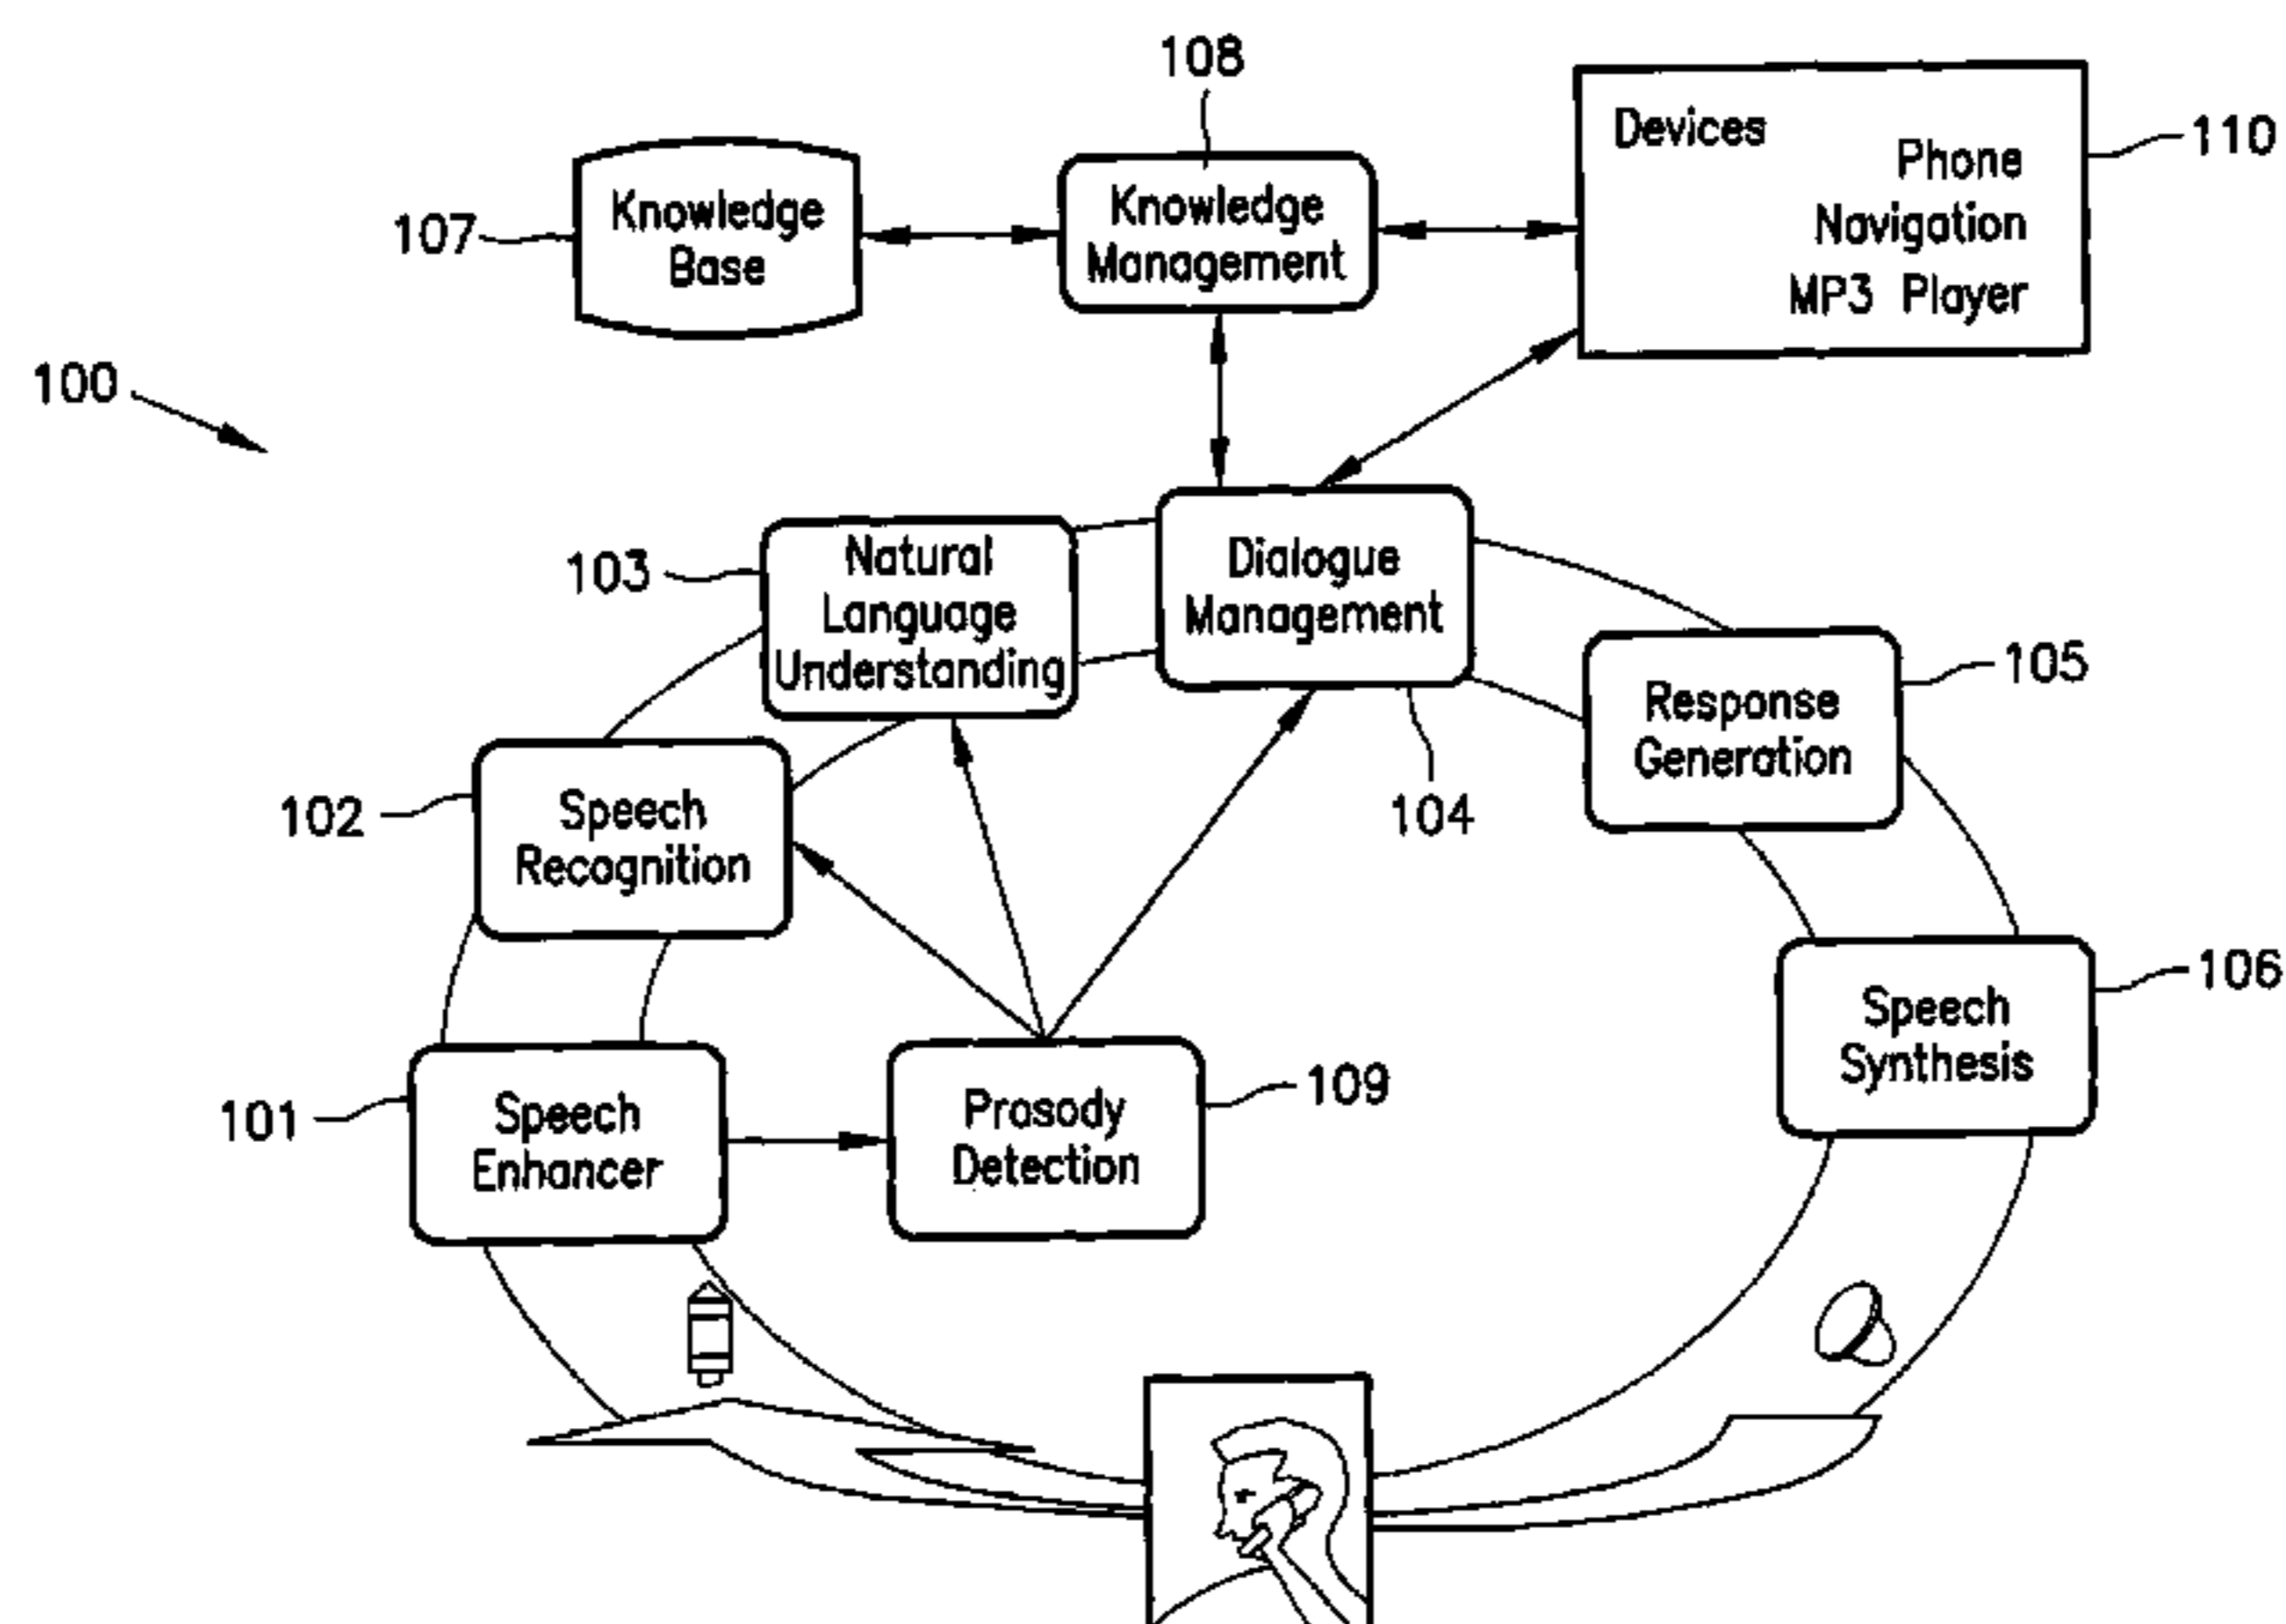 108
Devices
Phone
Navigation
MP3 Player
110
Knowledge
Base
107
Knowledge
Management
100
103
Natural
Language
Understanding
Dialogue
Management
104
Response
Generation
105
102
Speech
Recognition
106
Speech
Synthesis
101
Speech
Enhancer
Prosody
Detection
109